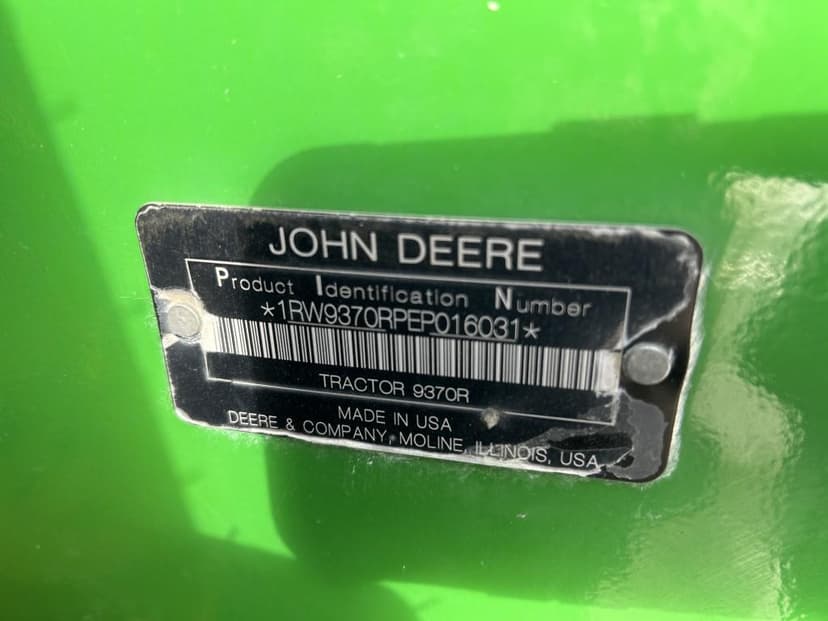 JOHN DEERE
Product Identification Number
*1RW9370RPEP016031*
TRACTOR 9370R
MADE IN USA
DEERE & COMPANY, MOLINE, ILLINOIS, USA